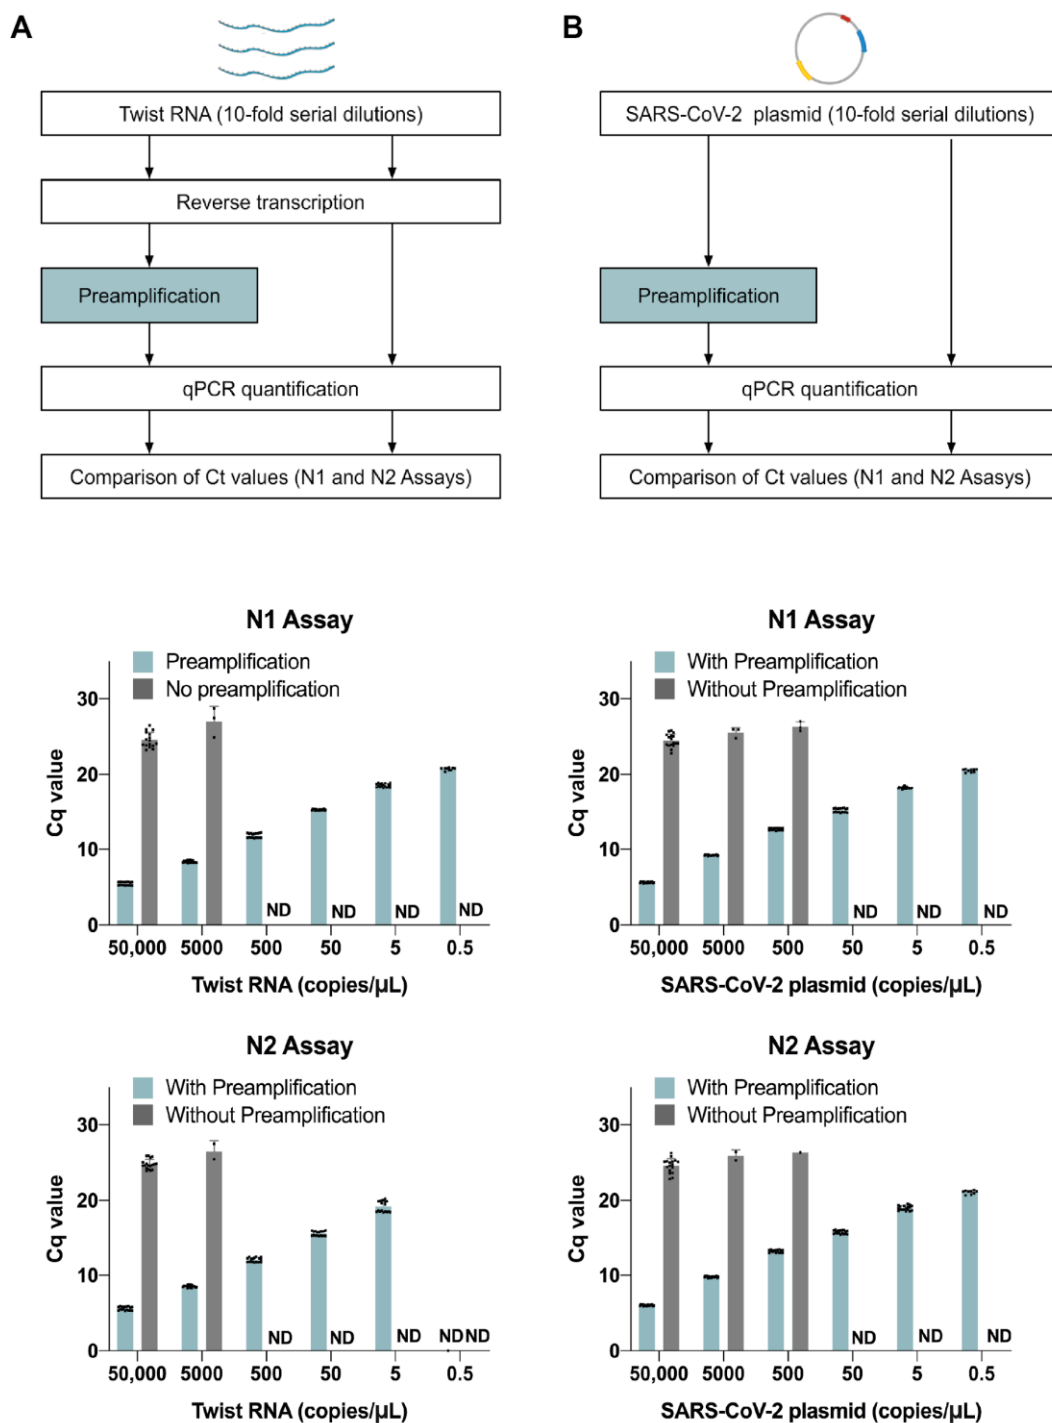 A
Twist RNA (10-fold serial dilutions)
Reverse transcription
Preamplification
qPCR quantification
Comparison of Ct values (N1 and N2 Assays)
B
SARS-CoV-2 plasmid (10-fold serial dilutions)
Preamplification
qPCR quantification
Comparison of Ct values (N1 and N2 Asasys)
N1 Assay
Preamplification
No preamplification
Cq value
30
20
10
0
ND ND ND ND
50,000 5000 500 50 5 0.5
Twist RNA (copies/µL)
N1 Assay
With Preamplification
Without Preamplification
Cq value
30
20
10
0
ND ND ND
50,000 5000 500 50 5 0.5
SARS-CoV-2 plasmid (copies/µL)
N2 Assay
With Preamplification
Without Preamplification
Cq value
30
20
10
0
ND ND ND ND ND
50,000 5000 500 50 5 0.5
Twist RNA (copies/µL)
N2 Assay
With Preamplification
Without Preamplification
Cq value
30
20
10
0
ND ND ND
50,000 5000 500 50 5 0.5
SARS-CoV-2 plasmid (copies/µL)